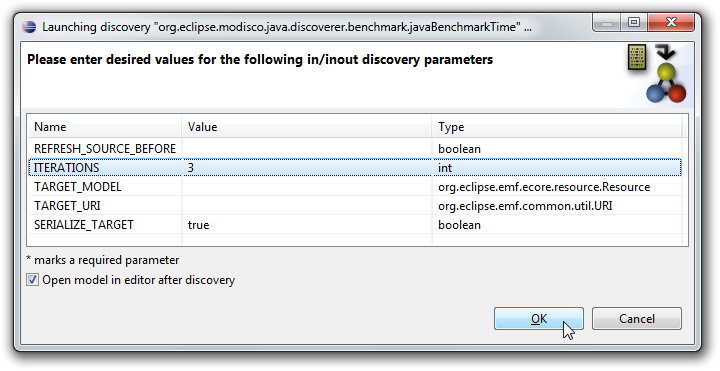 Launching discovery "org.eclipse.modisco.java.discoverer.benchmark.javaBenchmarkTime" ...
Please enter desired values for the following in/inout discovery parameters
Name Value Type
REFRESH_SOURCE_BEFORE boolean
ITERATIONS 3 int
TARGET_MODEL org.eclipse.emf.ecore.resource.Resource
TARGET_URI org.eclipse.emf.common.util.URI
SERIALIZE_TARGET true boolean
* marks a required parameter
Open model in editor after discovery
OK Cancel